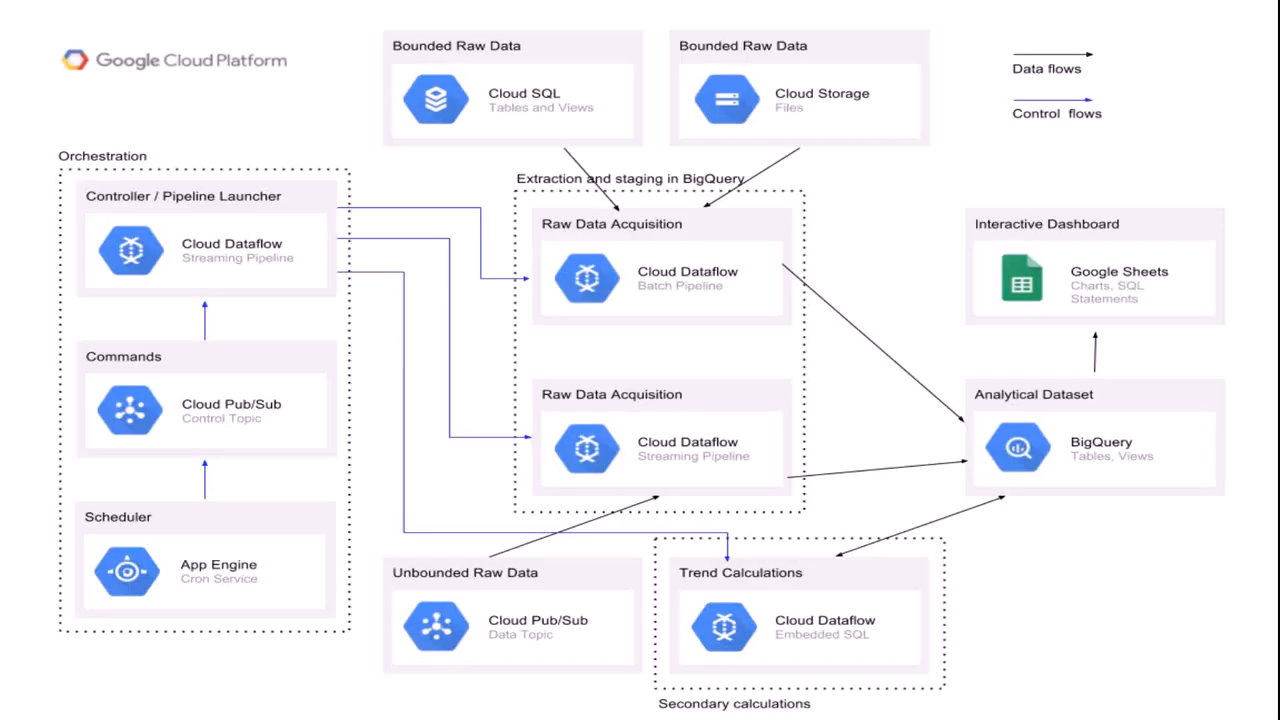 Google Cloud Platform
Bounded Raw Data
Cloud SQL
Tables and Views
Bounded Raw Data
Cloud Storage
Files
Data flows
Control flows
Orchestration
Controller / Pipeline Launcher
Cloud Dataflow
Streaming Pipeline
Commands
Cloud Pub/Sub
Control Topic
Scheduler
App Engine
Cron Service
Extraction and staging in BigQuery
Raw Data Acquisition
Cloud Dataflow
Batch Pipeline
Raw Data Acquisition
Cloud Dataflow
Streaming Pipeline
Interactive Dashboard
Google Sheets
Charts, SQL
Statements
Analytical Dataset
BigQuery
Tables, Views
Unbounded Raw Data
Cloud Pub/Sub
Data Topic
Trend Calculations
Cloud Dataflow
Embedded SQL
Secondary calculations